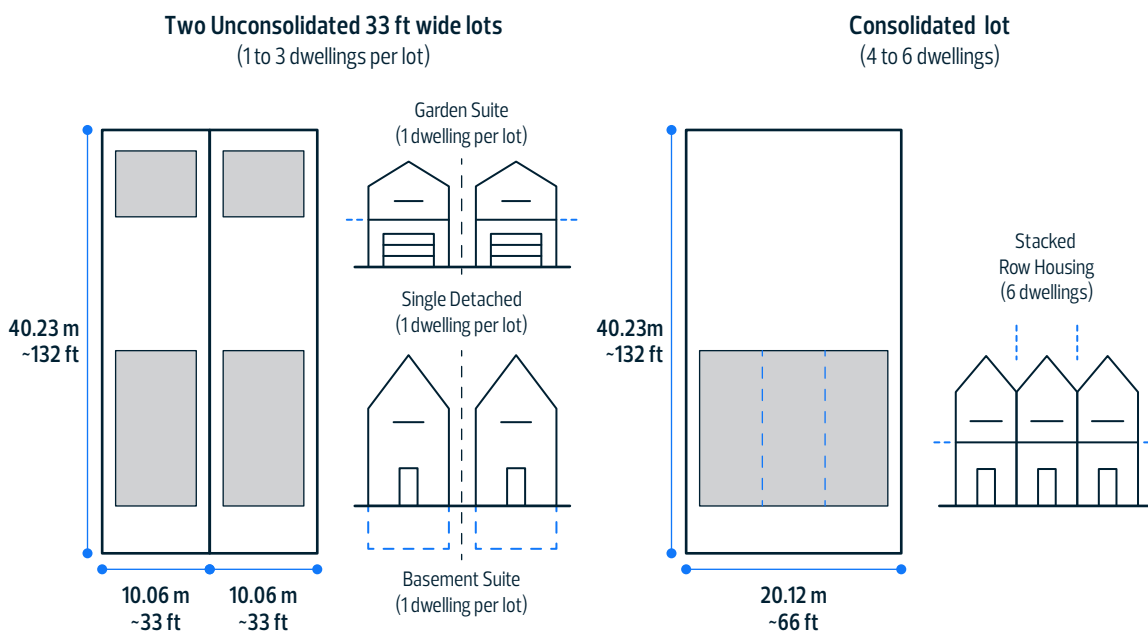 Two Unconsolidated 33 ft wide lots
(1 to 3 dwellings per lot)
Garden Suite
(1 dwelling per lot)
Single Detached
(1 dwelling per lot)
40.23 m
~132 ft
Basement Suite
(1 dwelling per lot)
10.06 m
~33 ft
10.06 m
~33 ft
Consolidated lot
(4 to 6 dwellings)
40.23m
~132 ft
Stacked
Row Housing
(6 dwellings)
20.12 m
~66 ft